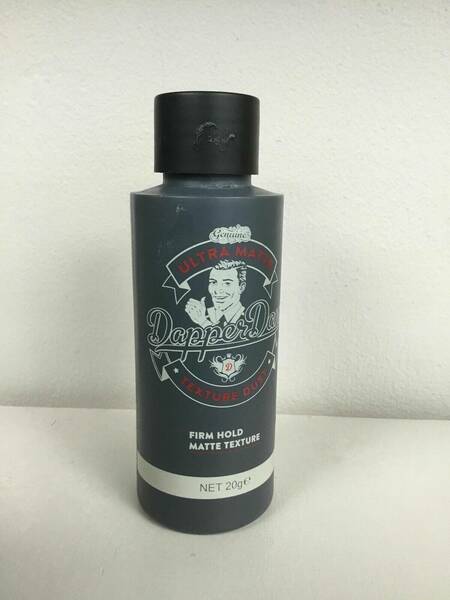 Genuine
ULTRA MATTE
Dapper Dan
D
TEXTURE DUST
FIRM HOLD
MATTE TEXTURE
NET 20g℮